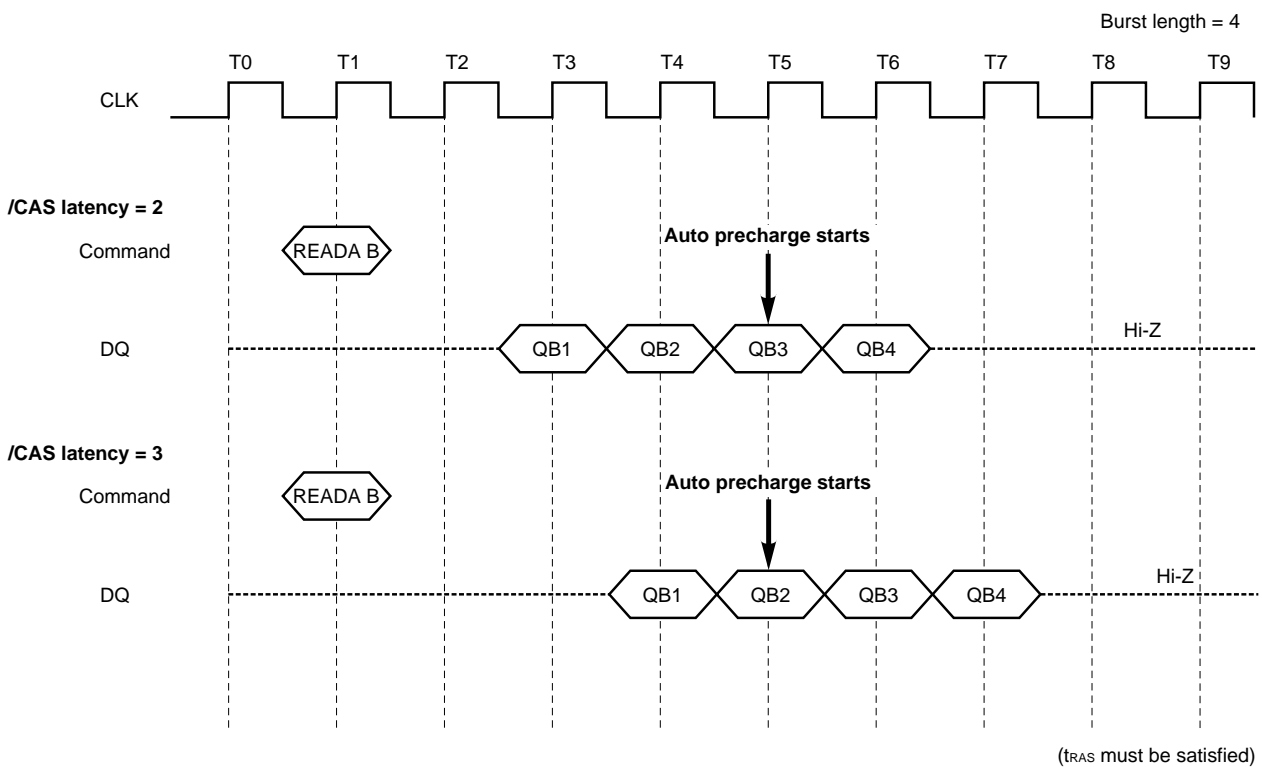 Burst length = 4
T0 T1 T2 T3 T4 T5 T6 T7 T8 T9
CLK
/CAS latency = 2
Auto precharge starts
Command READA B
Hi-Z
DQ QB1 QB2 QB3 QB4
/CAS latency = 3
Auto precharge starts
Command READA B
Hi-Z
DQ QB1 QB2 QB3 QB4
(tRAS must be satisfied)